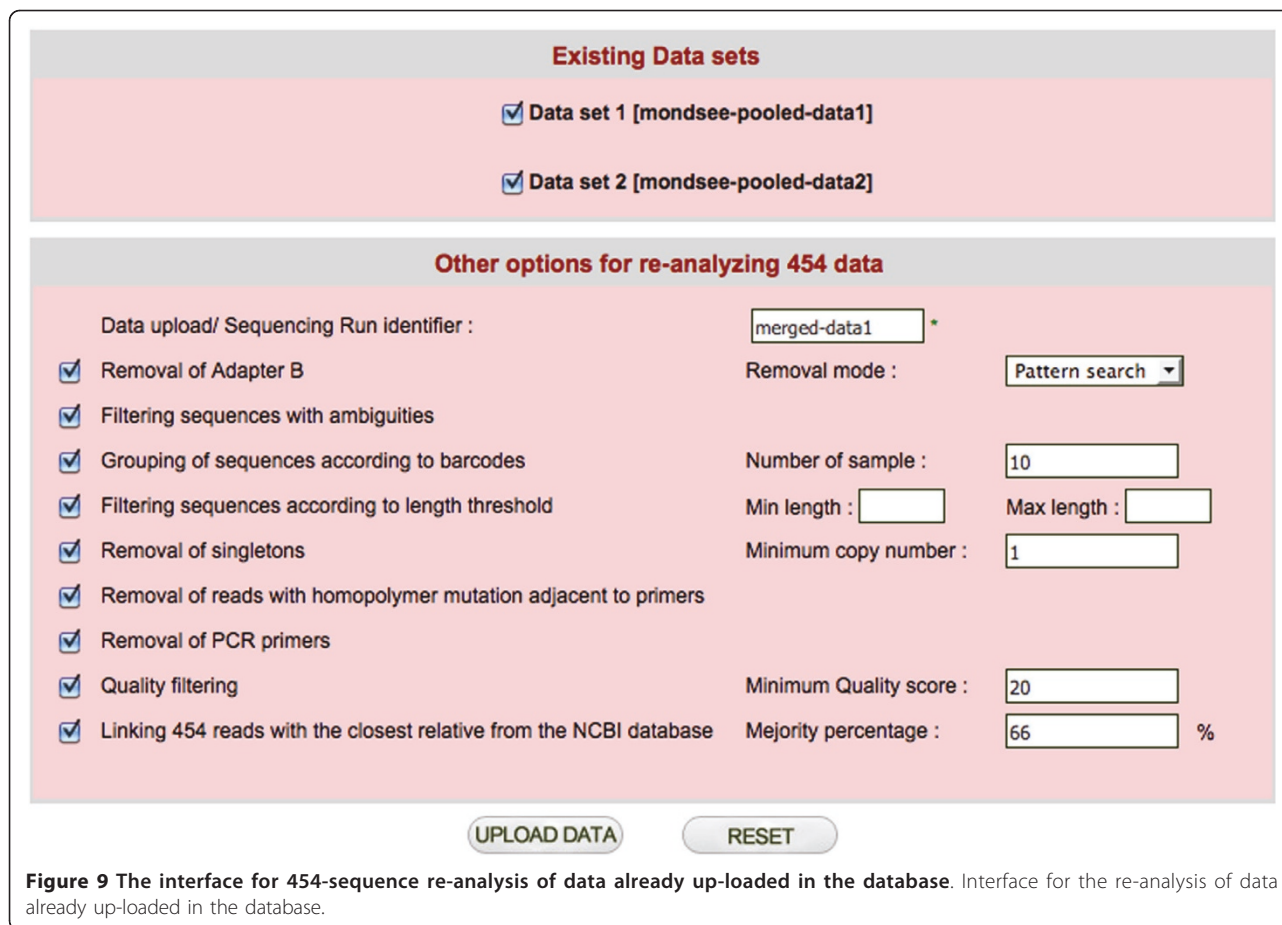 Existing Data sets
Data set 1 [mondsee-pooled-data1]
Data set 2 [mondsee-pooled-data2]
Other options for re-analyzing 454 data
Data upload/ Sequencing Run identifier : merged-data1 *
Removal of Adapter B Removal mode : Pattern search
Filtering sequences with ambiguities
Grouping of sequences according to barcodes Number of sample : 10
Filtering sequences according to length threshold Min length : Max length :
Removal of singletons Minimum copy number : 1
Removal of reads with homopolymer mutation adjacent to primers
Removal of PCR primers
Quality filtering Minimum Quality score : 20
Linking 454 reads with the closest relative from the NCBI database Mejority percentage : 66 %
UPLOAD DATA RESET
Figure 9 The interface for 454-sequence re-analysis of data already up-loaded in the database. Interface for the re-analysis of data
already up-loaded in the database.